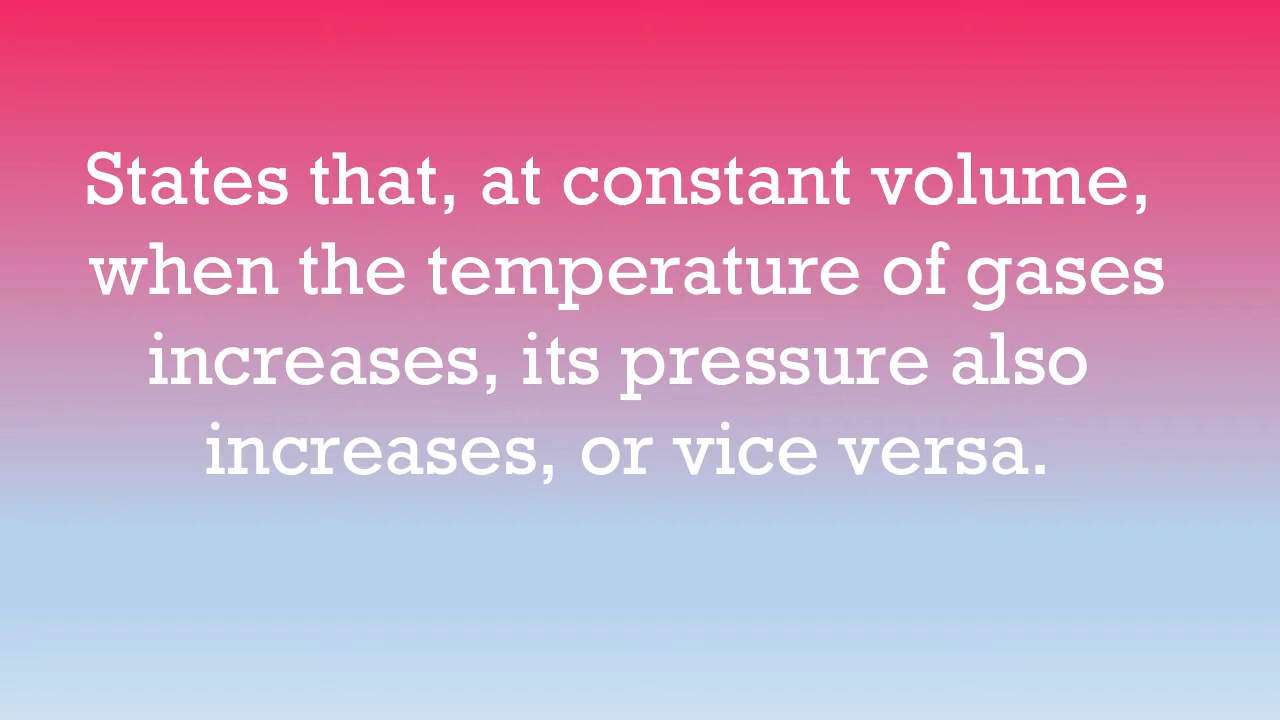 States that, at constant volume,
when the temperature of gases
increases, its pressure also
increases, or vice versa.